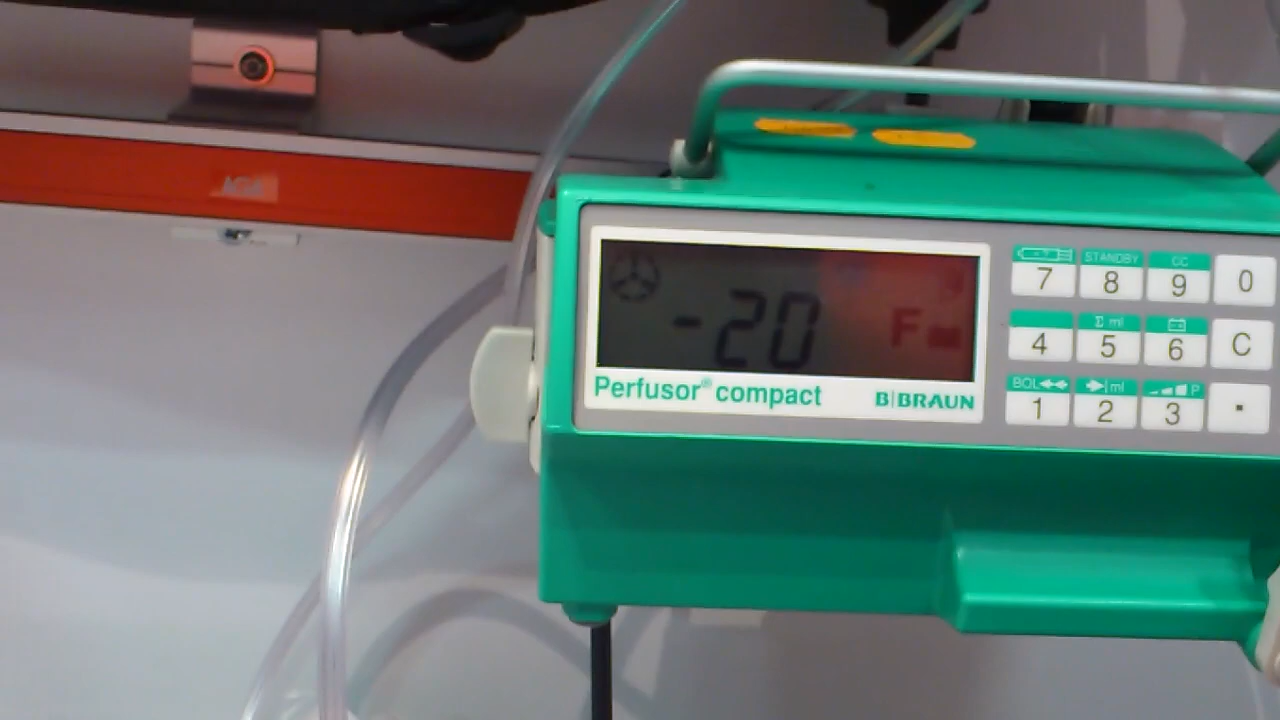 AGA
-20 F
Perfusor® compact B|BRAUN
7 STANDBY 8 CC 9 0
4 Σ ml 5 6 C
BOL 1 ml 2 P 3 .